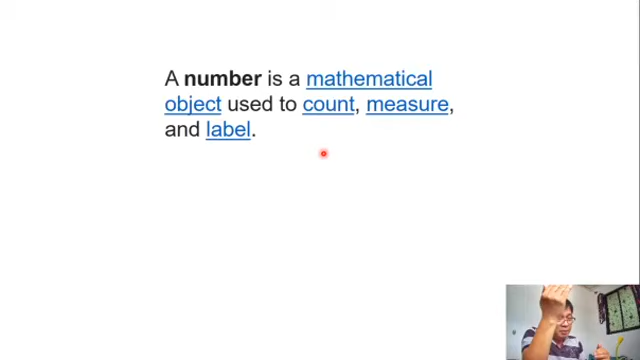 A number is a mathematical
object used to count, measure,
and label.